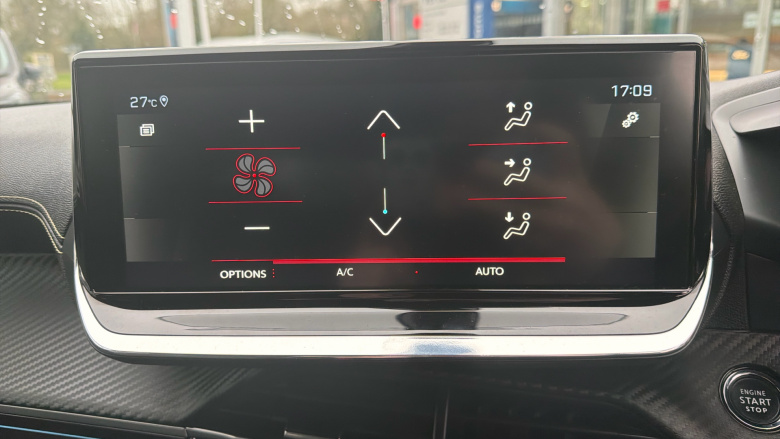 27°C 17:09
OPTIONS A/C AUTO
ENGINE
START
STOP